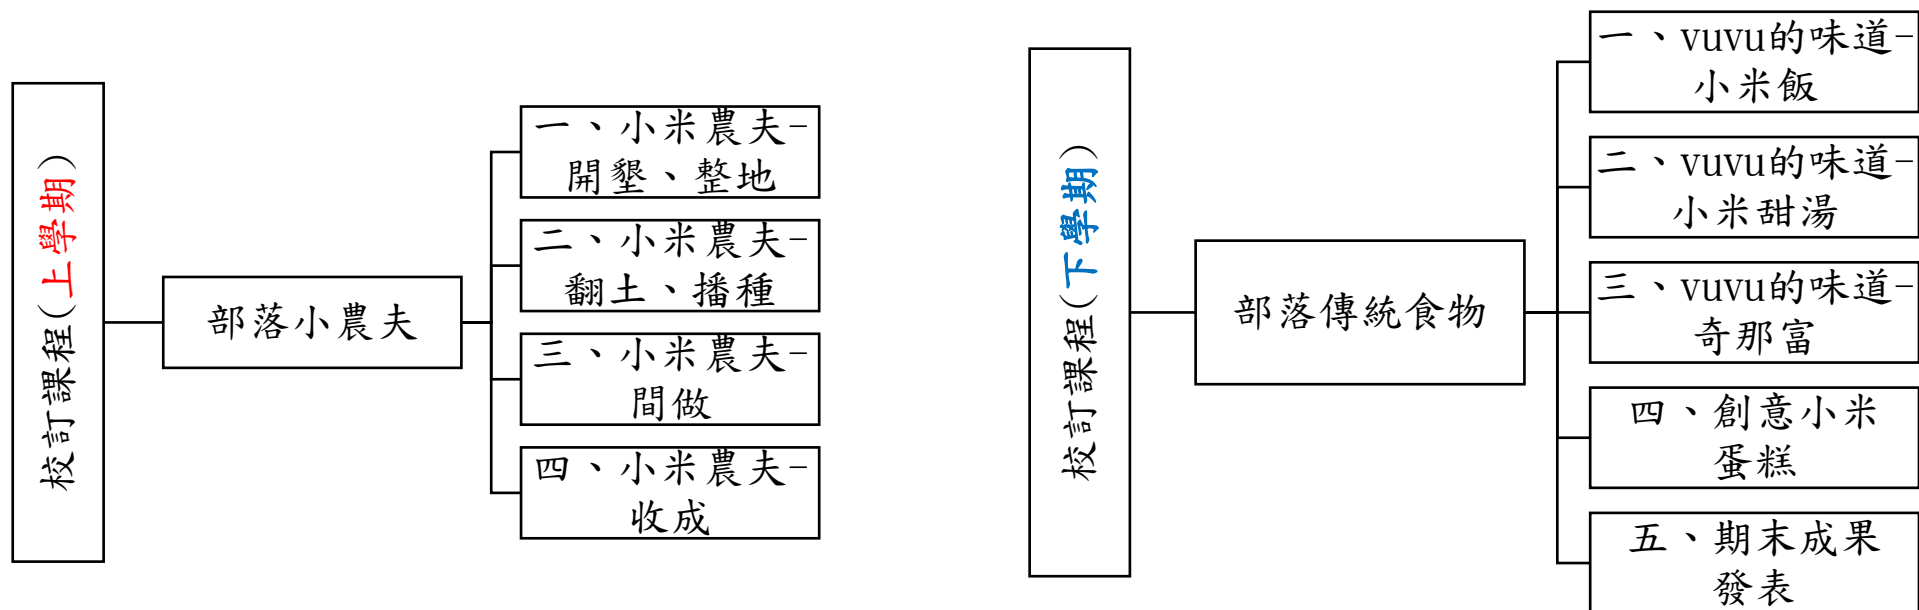 校訂課程(上學期)
部落小農夫
一、小米農夫-
開墾、整地
二、小米農夫-
翻土、播種
三、小米農夫-
間做
四、小米農夫-
收成
校訂課程(下學期)
部落傳統食物
一、vuvu的味道-
小米飯
二、vuvu的味道-
小米甜湯
三、vuvu的味道-
奇那富
四、創意小米
蛋糕
五、期末成果
發表